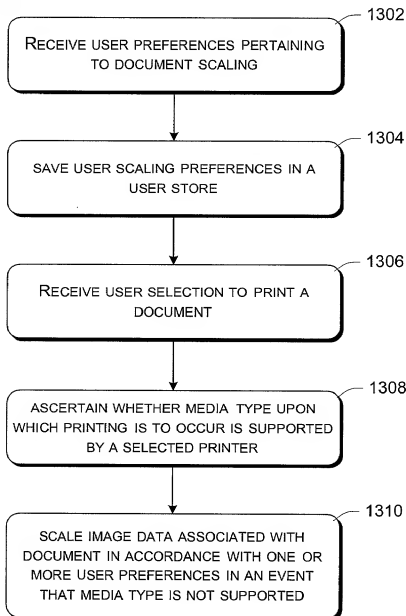 1302
RECEIVE USER PREFERENCES PERTAINING
TO DOCUMENT SCALING
1304
SAVE USER SCALING PREFERENCES IN A
USER STORE
1306
RECEIVE USER SELECTION TO PRINT A
DOCUMENT
1308
ASCERTAIN WHETHER MEDIA TYPE UPON
WHICH PRINTING IS TO OCCUR IS SUPPORTED
BY A SELECTED PRINTER
1310
SCALE IMAGE DATA ASSOCIATED WITH
DOCUMENT IN ACCORDANCE WITH ONE OR
MORE USER PREFERENCES IN AN EVENT
THAT MEDIA TYPE IS NOT SUPPORTED